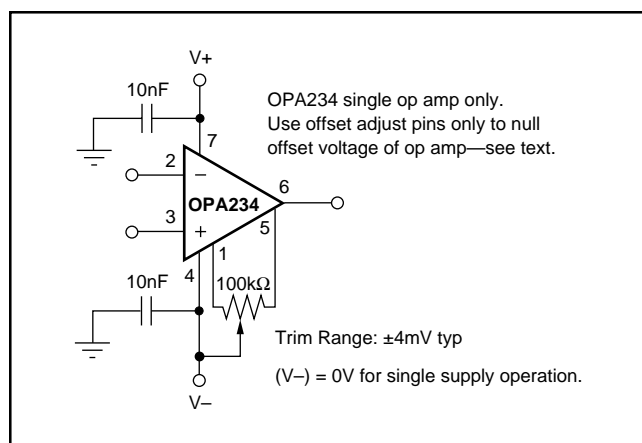 V+
10nF
OPA234 single op amp only.
Use offset adjust pins only to null
offset voltage of op amp—see text.
7
2
–
6
OPA234
3
+
5
1
4
100kΩ
10nF
Trim Range: ±4mV typ
(V–) = 0V for single supply operation.
V–